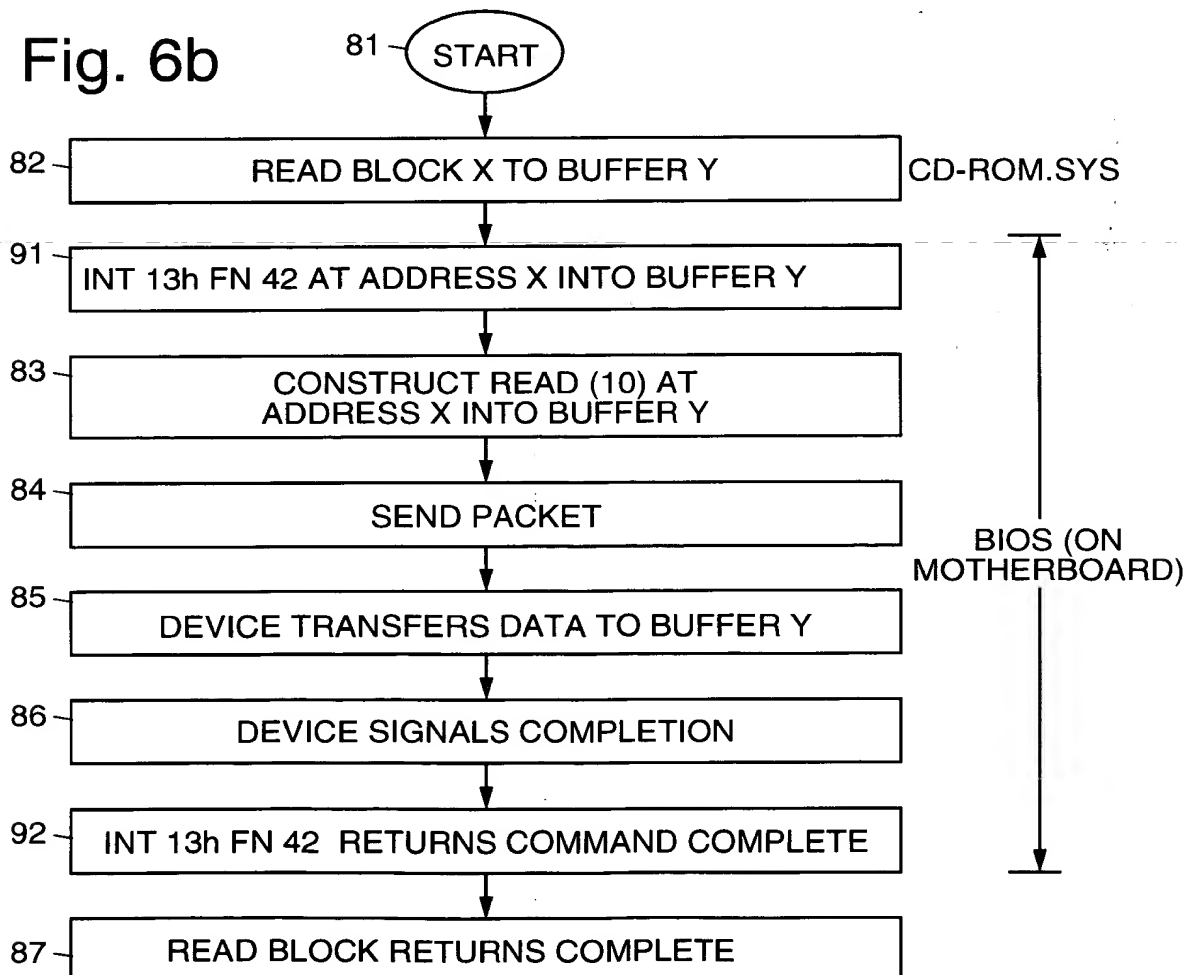 Fig. 6b
81
START
82
READ BLOCK X TO BUFFER Y
CD-ROM.SYS
91
INT 13h FN 42 AT ADDRESS X INTO BUFFER Y
83
CONSTRUCT READ (10) AT
ADDRESS X INTO BUFFER Y
84
SEND PACKET
BIOS (ON
MOTHERBOARD)
85
DEVICE TRANSFERS DATA TO BUFFER Y
86
DEVICE SIGNALS COMPLETION
92
INT 13h FN 42 RETURNS COMMAND COMPLETE
87
READ BLOCK RETURNS COMPLETE